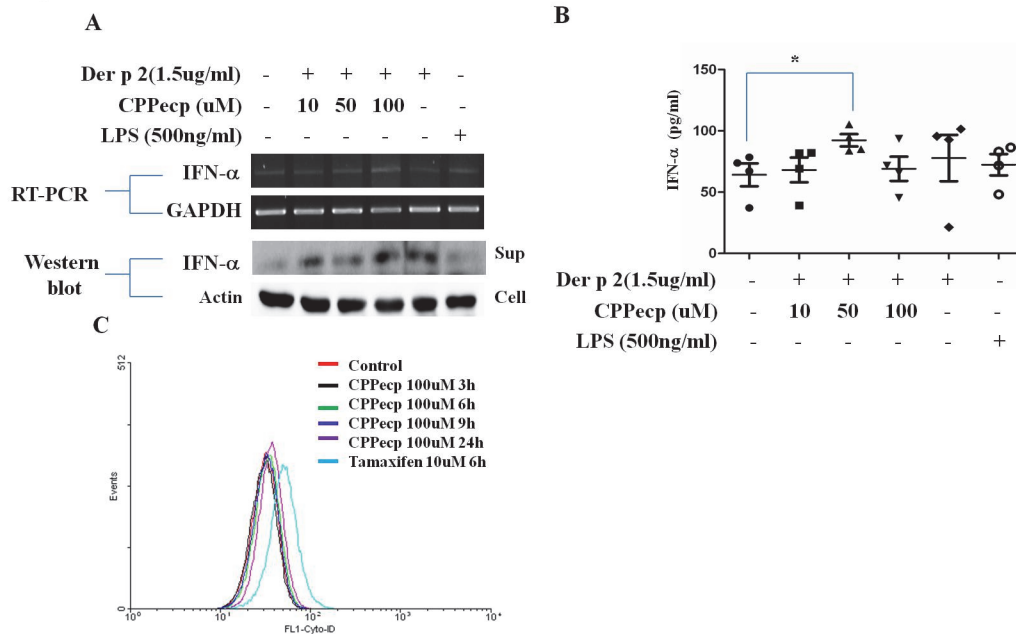 A
Der p 2(1.5ug/ml) - + + + + -
CPPecp (uM) - 10 50 100 - -
LPS (500ng/ml) - - - - - +
RT-PCR
IFN-α
GAPDH
Western
blot
IFN-α Sup
Actin Cell
B
*
IFN-α (pg/ml)
150
100
50
0
Der p 2(1.5ug/ml) - + + + + -
CPPecp (uM) - 10 50 100 - -
LPS (500ng/ml) - - - - - +
C
512
Events
0
Control
CPPecp 100uM 3h
CPPecp 100uM 6h
CPPecp 100uM 9h
CPPecp 100uM 24h
Tamaxifen 10uM 6h
10⁰ 10¹ 10² 10³ 10⁴
FL1-Cyto-ID